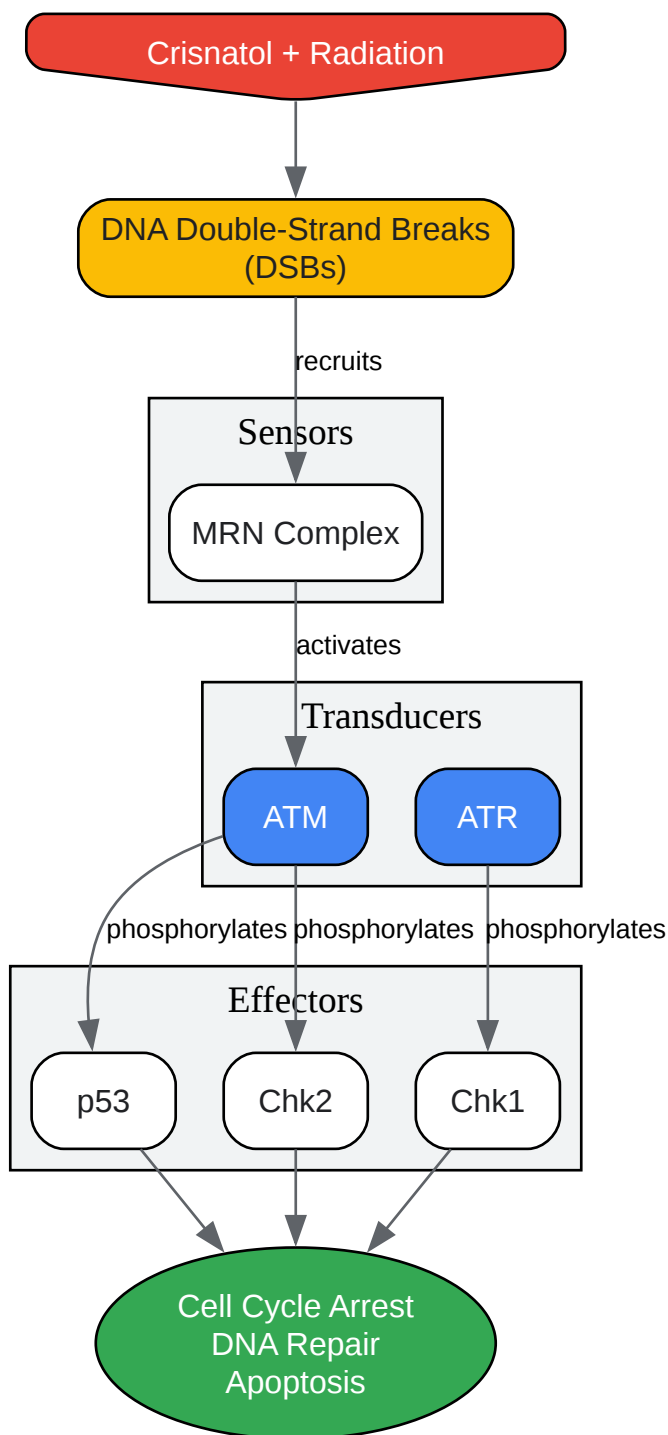 Crisnatol + Radiation
DNA Double-Strand Breaks
(DSBs)
recruits
Sensors
MRN Complex
activates
Transducers
ATM
ATR
phosphorylates
phosphorylates
phosphorylates
Effectors
p53
Chk2
Chk1
Cell Cycle Arrest
DNA Repair
Apoptosis